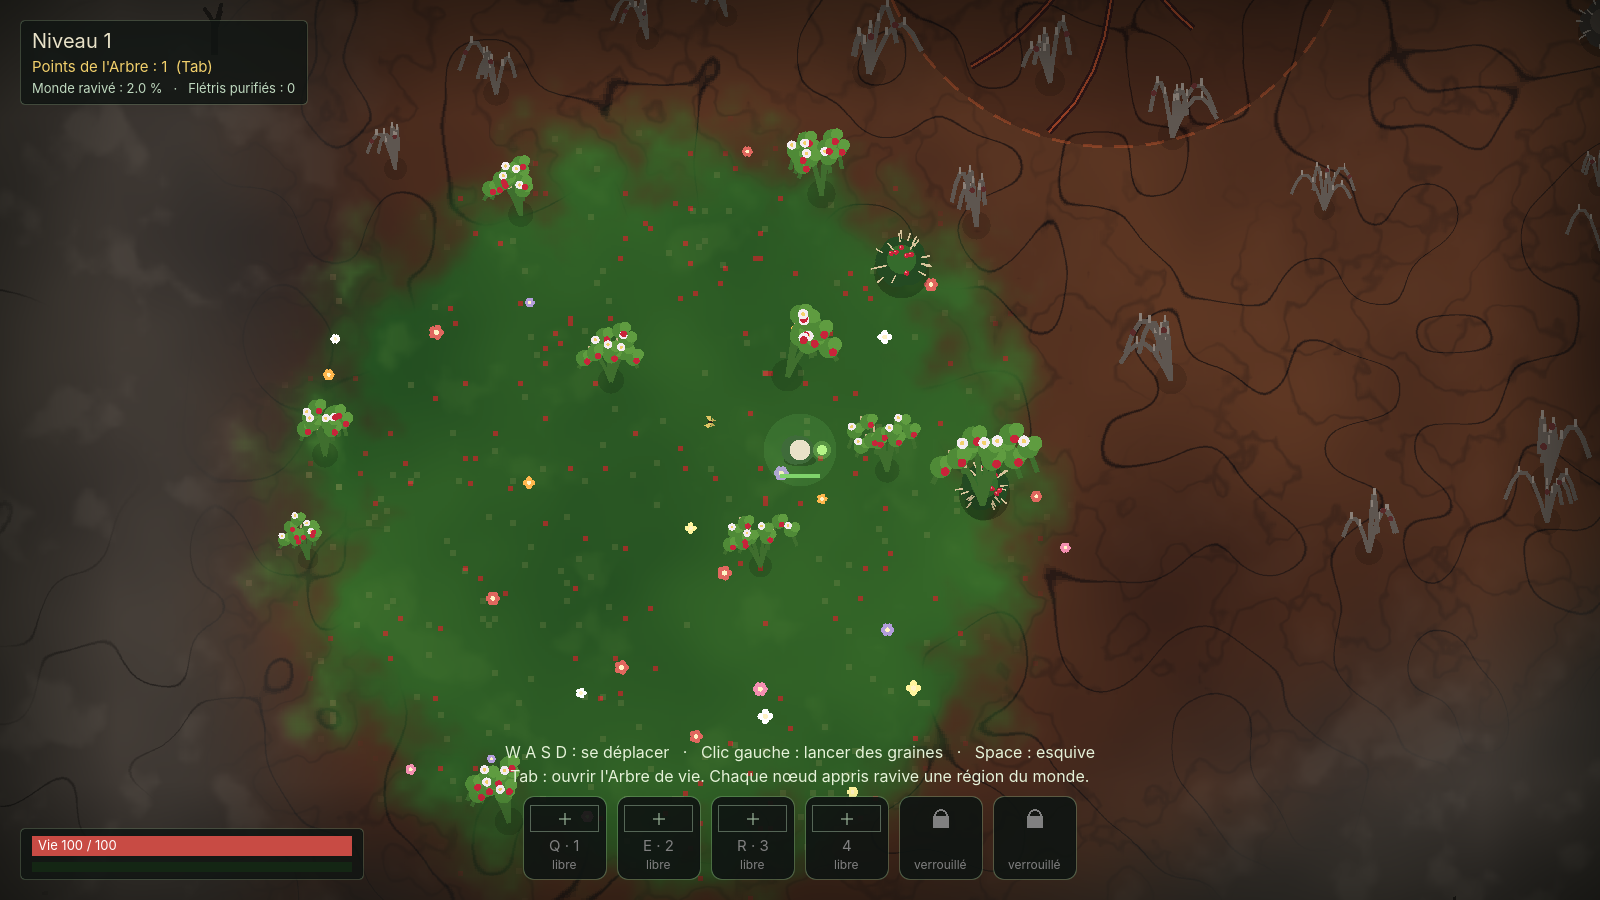 Niveau 1
Points de l'Arbre : 1 (Tab)
Monde ravivé : 2.0 % · Flétris purifiés : 0
W A S D : se déplacer · Clic gauche : lancer des graines · Space : esquive
Tab : ouvrir l'Arbre de vie. Chaque nœud appris ravive une région du monde.
Vie 100 / 100
Q · 1
libre
E · 2
libre
R · 3
libre
4
libre
verrouillé
verrouillé